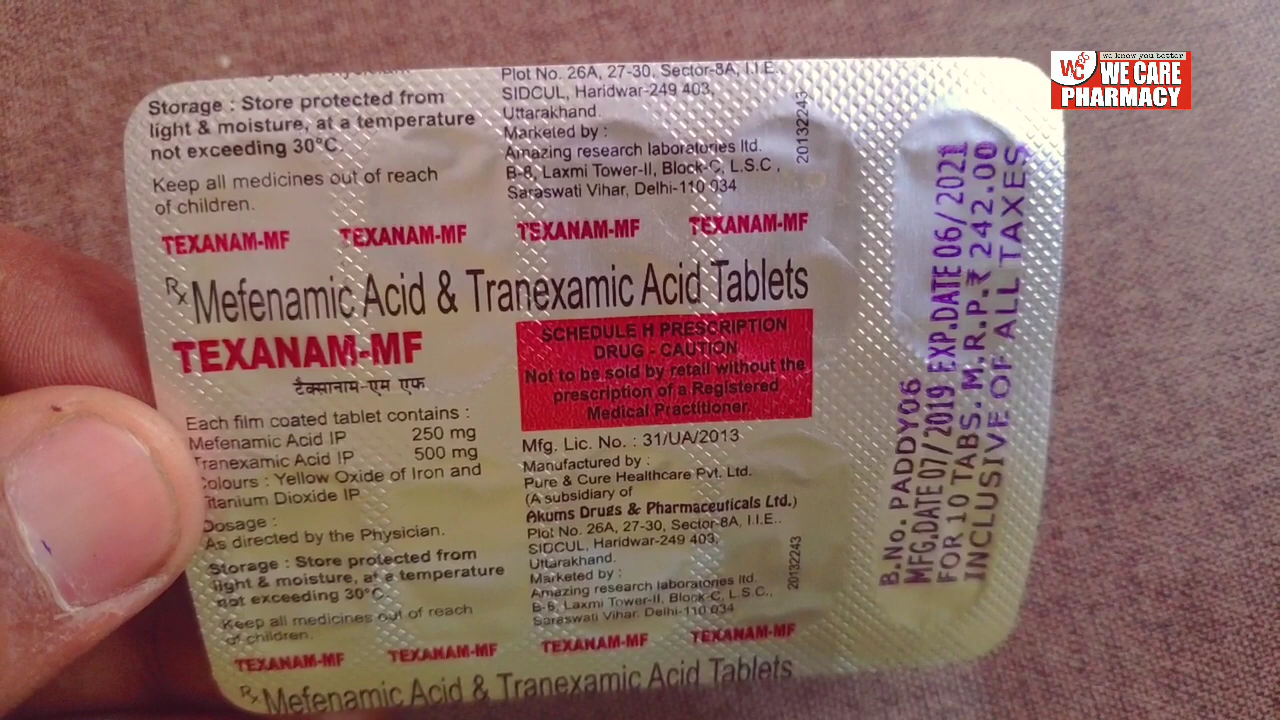 we know you better
WC
WE CARE
PHARMACY
Storage : Store protected from
light & moisture, at a temperature
not exceeding 30°C.
Keep all medicines out of reach
of children.
Plot No. 26A, 27-30, Sector-8A, I.I.E.,
SIDCUL, Haridwar-249 403,
Uttarakhand.
Marketed by :
Amazing research laboratories ltd.
B-6, Laxmi Tower-II, Block-C, L.S.C.,
Saraswati Vihar, Delhi-110 034
20132243
TEXANAM-MF TEXANAM-MF TEXANAM-MF TEXANAM-MF
Rx Mefenamic Acid & Tranexamic Acid Tablets
TEXANAM-MF
टैक्सानाम-एम एफ
Each film coated tablet contains :
Mefenamic Acid IP 250 mg
Tranexamic Acid IP 500 mg
Colours : Yellow Oxide of Iron and
Titanium Dioxide IP
Dosage :
As directed by the Physician.
Storage : Store protected from
light & moisture, at a temperature
not exceeding 30°C.
Keep all medicines out of reach
of children.
SCHEDULE H PRESCRIPTION
DRUG - CAUTION
Not to be sold by retail without the
prescription of a Registered
Medical Practitioner.
Mfg. Lic. No. : 31/UA/2013
Manufactured by :
Pure & Cure Healthcare Pvt. Ltd.
(A subsidiary of
Akums Drugs & Pharmaceuticals Ltd.)
Plot No. 26A, 27-30, Sector-8A, I.I.E.,
SIDCUL, Haridwar-249 403,
Uttarakhand.
Marketed by :
Amazing research laboratories ltd.
B-6, Laxmi Tower-II, Block-C, L.S.C.,
Saraswati Vihar, Delhi-110 034
20132243
TEXANAM-MF TEXANAM-MF TEXANAM-MF TEXANAM-MF
Rx Mefenamic Acid & Tranexamic Acid Tablets
B.No. PADDY06
MFG.DATE 07/2019 EXP.DATE 06/2021
FOR 10 TABS. M.R.P.₹ 242.00
INCLUSIVE OF ALL TAXES